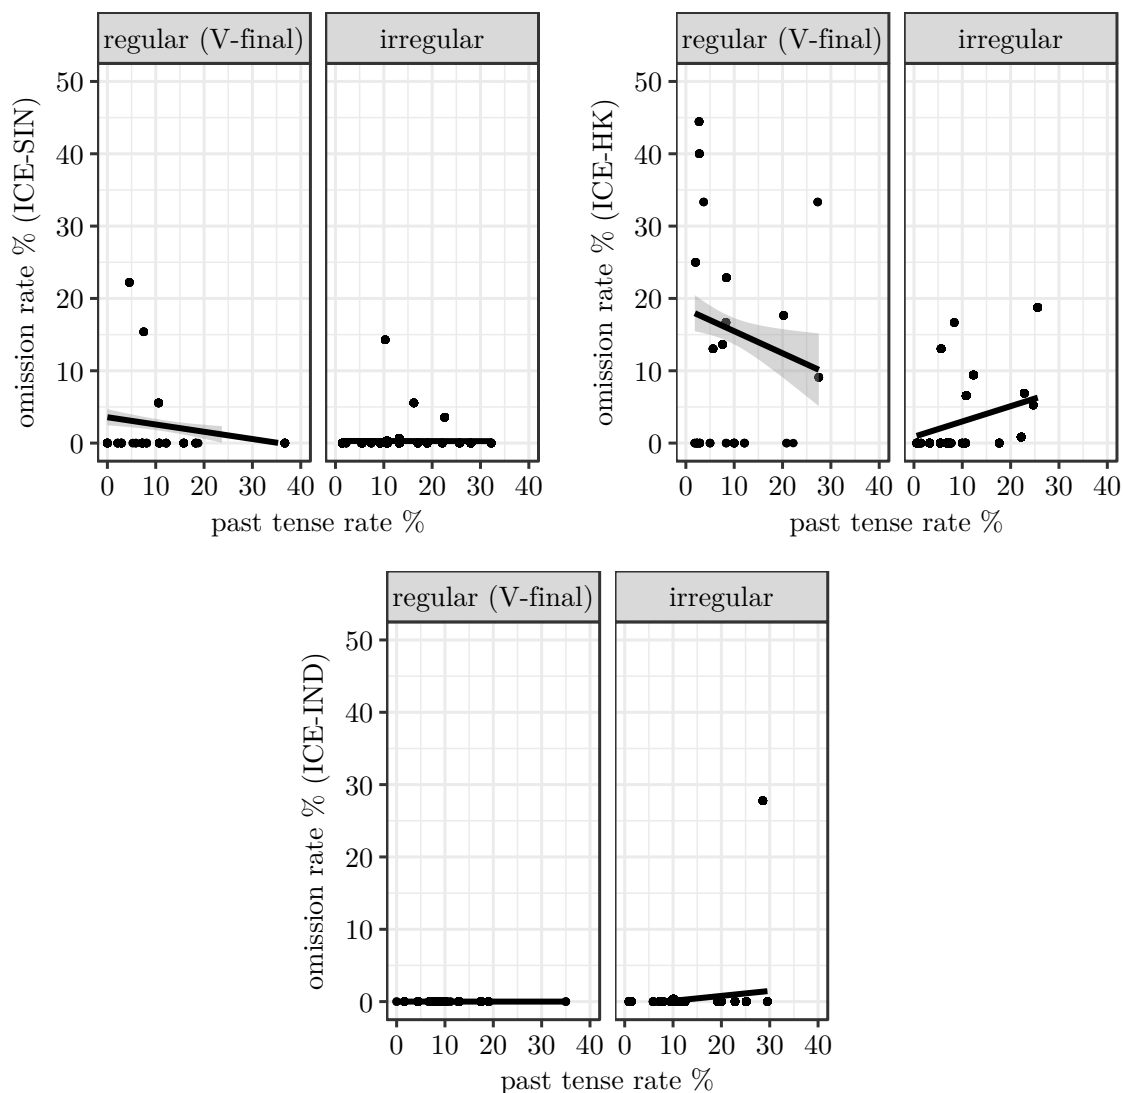 regular (V-final) irregular
omission rate % (ICE-SIN)
50
40
30
20
10
0
0 10 20 30 40 0 10 20 30 40
past tense rate %
regular (V-final) irregular
omission rate % (ICE-HK)
50
40
30
20
10
0
0 10 20 30 40 0 10 20 30 40
past tense rate %
regular (V-final) irregular
omission rate % (ICE-IND)
50
40
30
20
10
0
0 10 20 30 40 0 10 20 30 40
past tense rate %